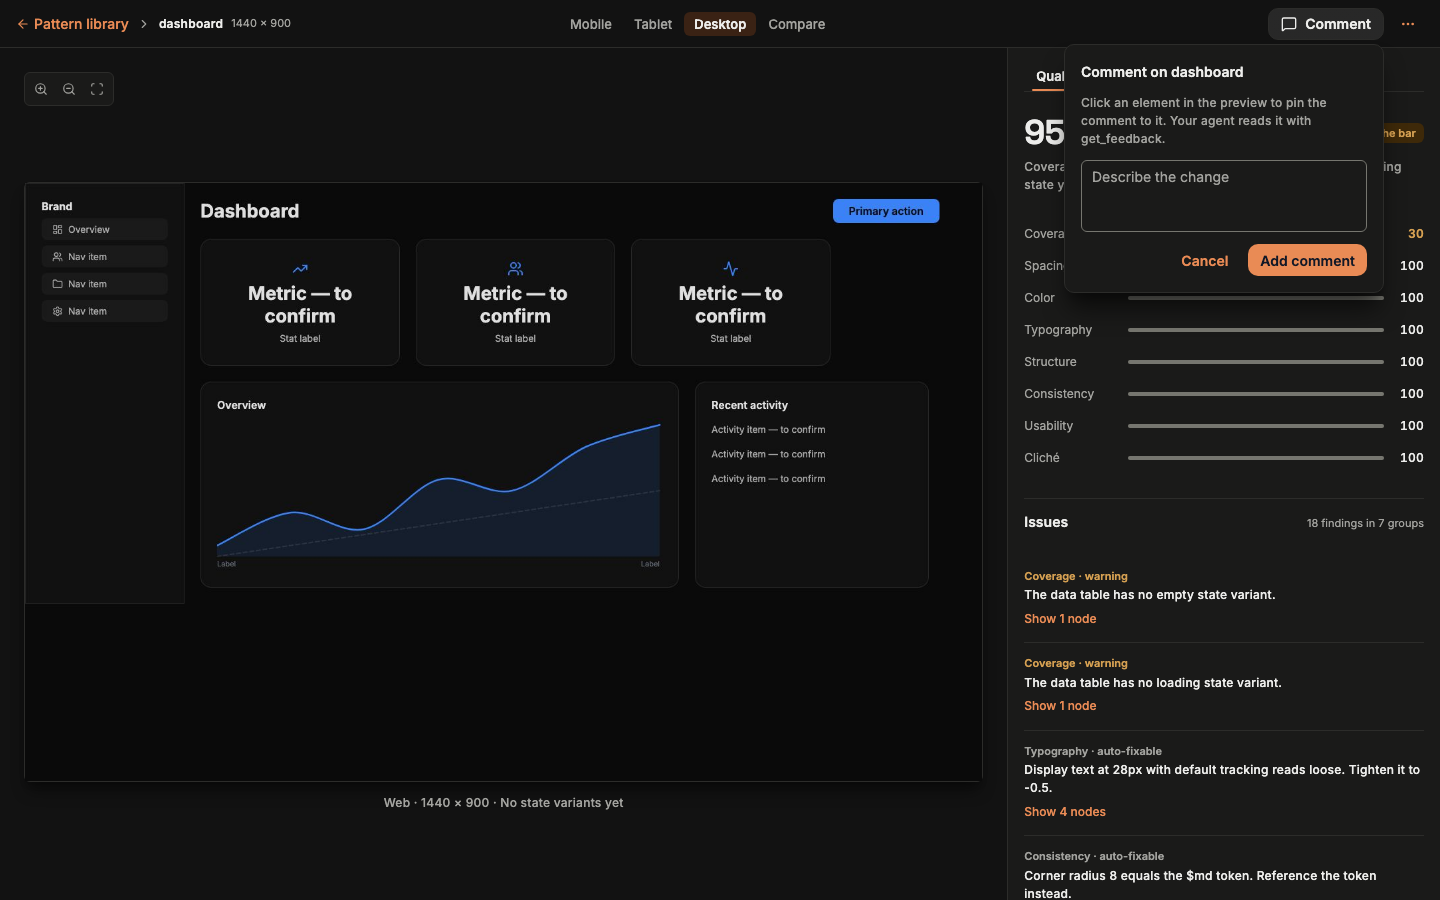 Pattern library
dashboard
1440 × 900
Mobile
Tablet
Desktop
Compare
Comment
Comment on dashboard
Click an element in the preview to pin the
comment to it. Your agent reads it with
get_feedback.
Describe the change
Cancel
Add comment
Brand
Overview
Nav item
Nav item
Nav item
Dashboard
Primary action
Metric — to
confirm
Stat label
Metric — to
confirm
Stat label
Metric — to
confirm
Stat label
Overview
Label
Label
Recent activity
Activity item — to confirm
Activity item — to confirm
Activity item — to confirm
Web · 1440 × 900 · No state variants yet
95
bar
state
30
100
Color 100
Typography 100
Structure 100
Consistency 100
Usability 100
Cliché 100
Issues
18 findings in 7 groups
Coverage · warning
The data table has no empty state variant.
Show 1 node
Coverage · warning
The data table has no loading state variant.
Show 1 node
Typography · auto-fixable
Display text at 28px with default tracking reads loose. Tighten it to
-0.5.
Show 4 nodes
Consistency · auto-fixable
Corner radius 8 equals the $md token. Reference the token
instead.